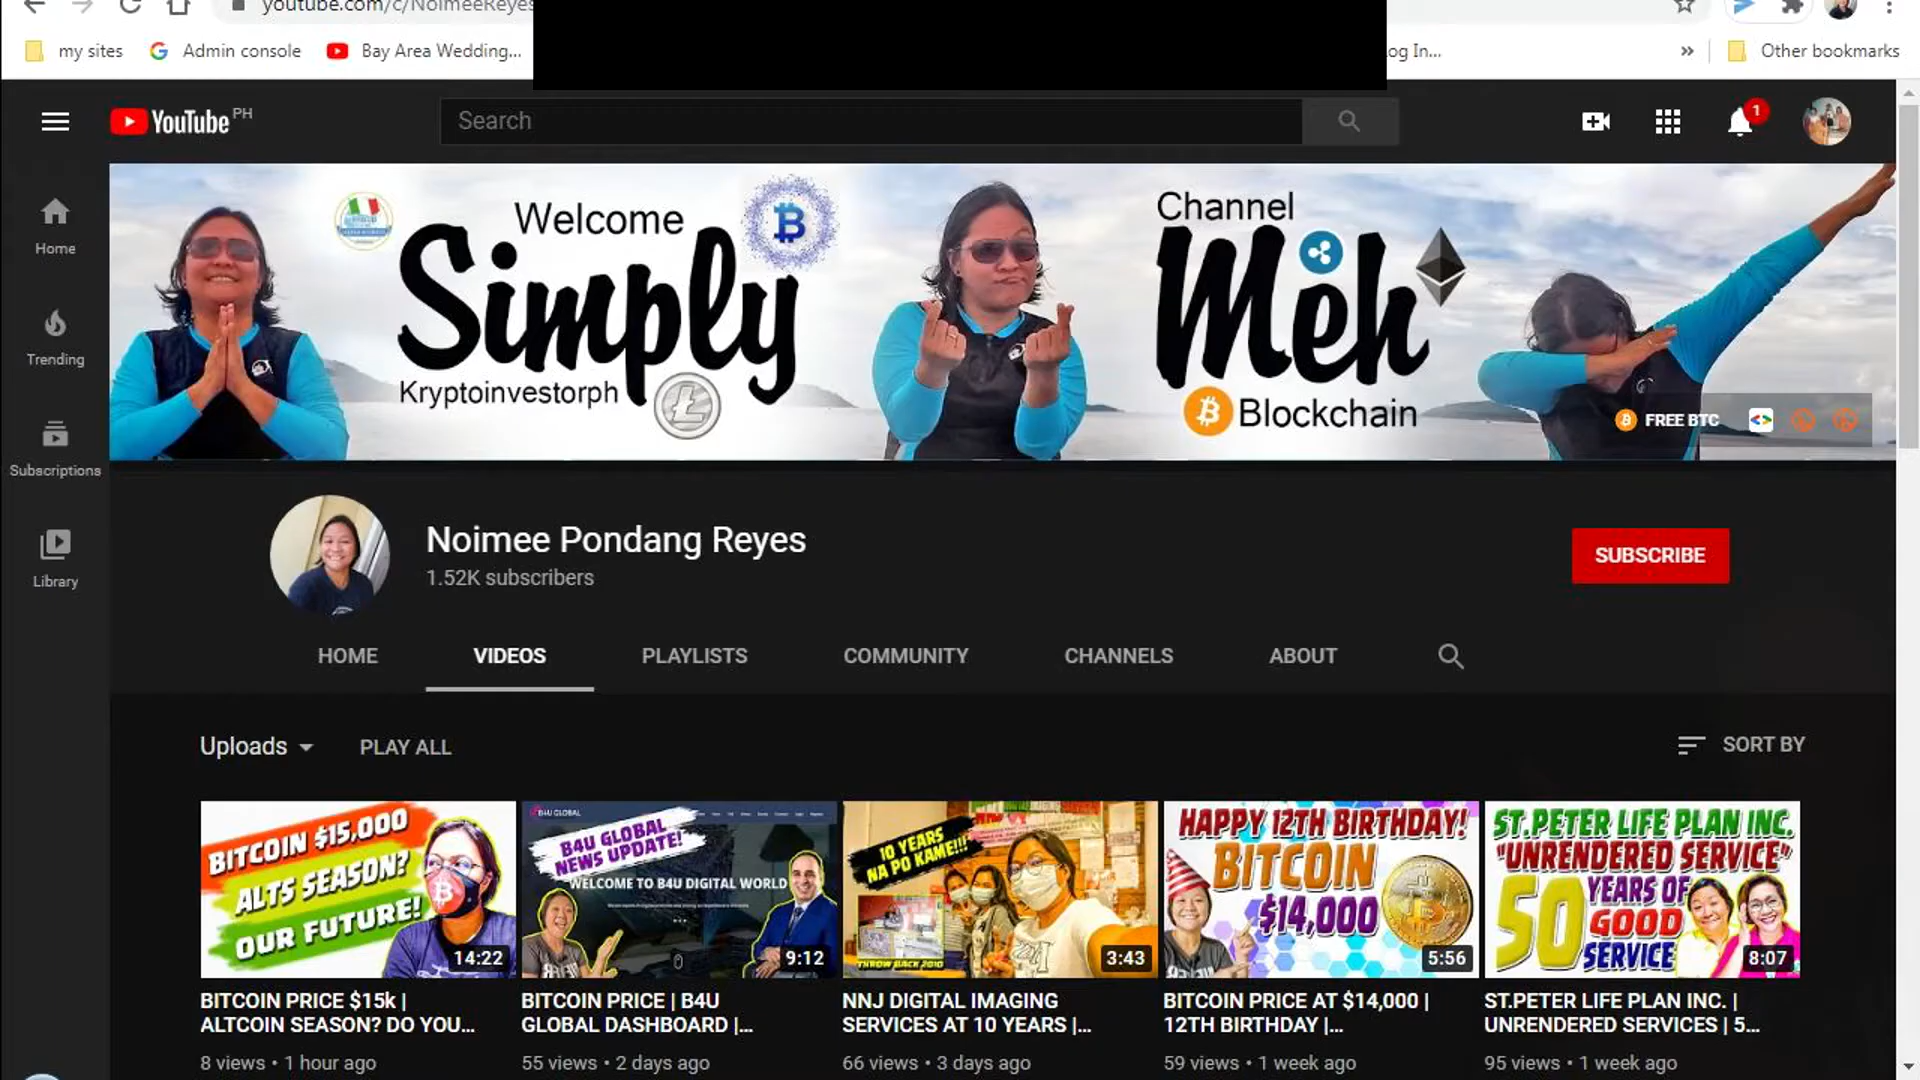 youtube.com/c/NoimeeReyes
my sites
Admin console
Bay Area Wedding...
og In...
»
Other bookmarks
YouTube PH
Search
1
Home
Trending
Subscriptions
Library
Welcome
Simply
Kryptoinvestorph
Channel
Meh
Blockchain
FREE BTC
Noimee Pondang Reyes
1.52K subscribers
SUBSCRIBE
HOME
VIDEOS
PLAYLISTS
COMMUNITY
CHANNELS
ABOUT
Uploads
PLAY ALL
SORT BY
BITCOIN $15,000
ALTS SEASON?
OUR FUTURE!
14:22
BITCOIN PRICE $15k |
ALTCOIN SEASON? DO YOU...
8 views • 1 hour ago
B4U GLOBAL
B4U GLOBAL
NEWS UPDATE!
WELCOME TO B4U DIGITAL WORLD
9:12
BITCOIN PRICE | B4U
GLOBAL DASHBOARD |...
55 views • 2 days ago
10 YEARS
NA PO KAME!!!
THROW BACK 2010
3:43
NNJ DIGITAL IMAGING
SERVICES AT 10 YEARS |...
66 views • 3 days ago
HAPPY 12TH BIRTHDAY!
BITCOIN
$14,000
5:56
BITCOIN PRICE AT $14,000 |
12TH BIRTHDAY |...
59 views • 1 week ago
ST.PETER LIFE PLAN INC.
"UNRENDERED SERVICE"
50 YEARS OF
GOOD
SERVICE
8:07
ST.PETER LIFE PLAN INC. |
UNRENDERED SERVICES | 5...
95 views • 1 week ago